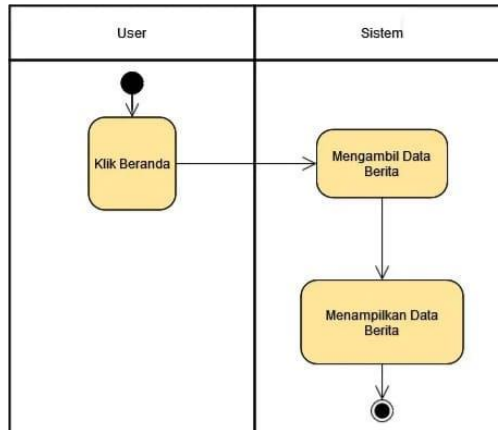 User
Sistem
Klik Beranda
Mengambil Data
Berita
Menampilkan Data
Berita